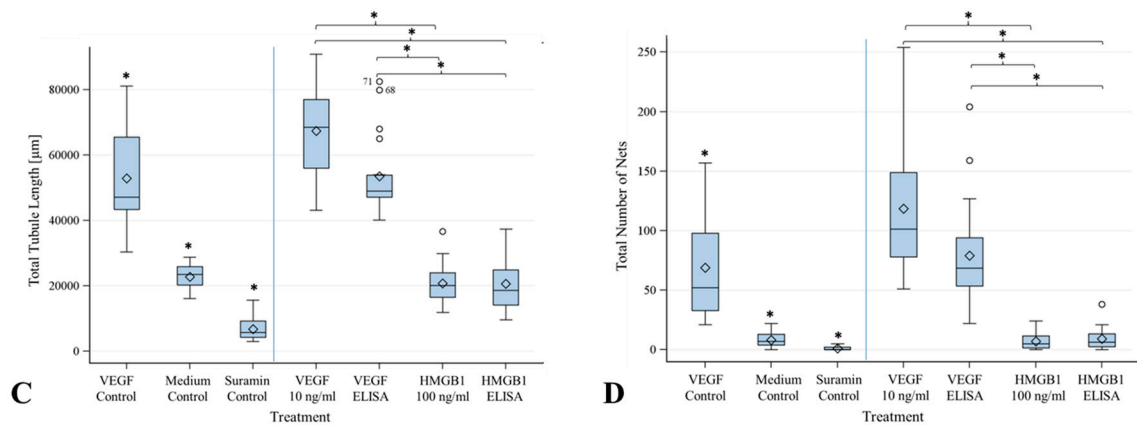 *
*
*
*
80000
60000
40000
20000
0
Total Tubule Length [µm]
*
*
*
71
68
VEGF Control
Medium Control
Suramin Control
VEGF 10 ng/ml
VEGF ELISA
HMGB1 100 ng/ml
HMGB1 ELISA
Treatment
C
*
*
*
*
250
200
150
100
50
0
Total Number of Nets
*
*
*
VEGF Control
Medium Control
Suramin Control
VEGF 10 ng/ml
VEGF ELISA
HMGB1 100 ng/ml
HMGB1 ELISA
Treatment
D